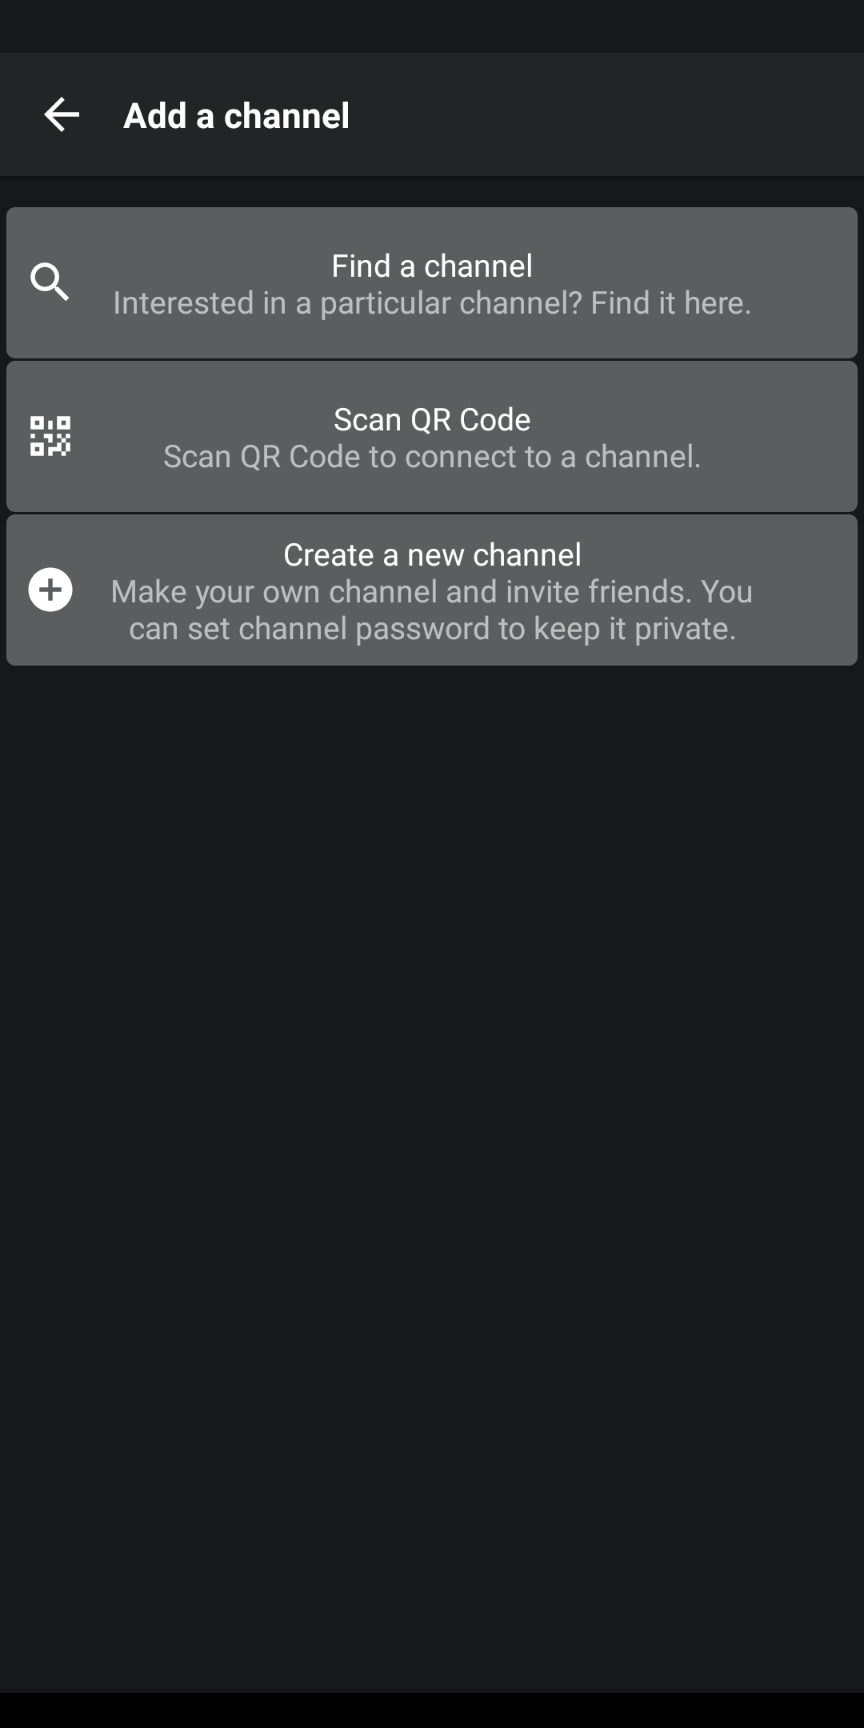 Add a channel
Find a channel
Interested in a particular channel? Find it here.
Scan QR Code
Scan QR Code to connect to a channel.
Create a new channel
Make your own channel and invite friends. You
can set channel password to keep it private.